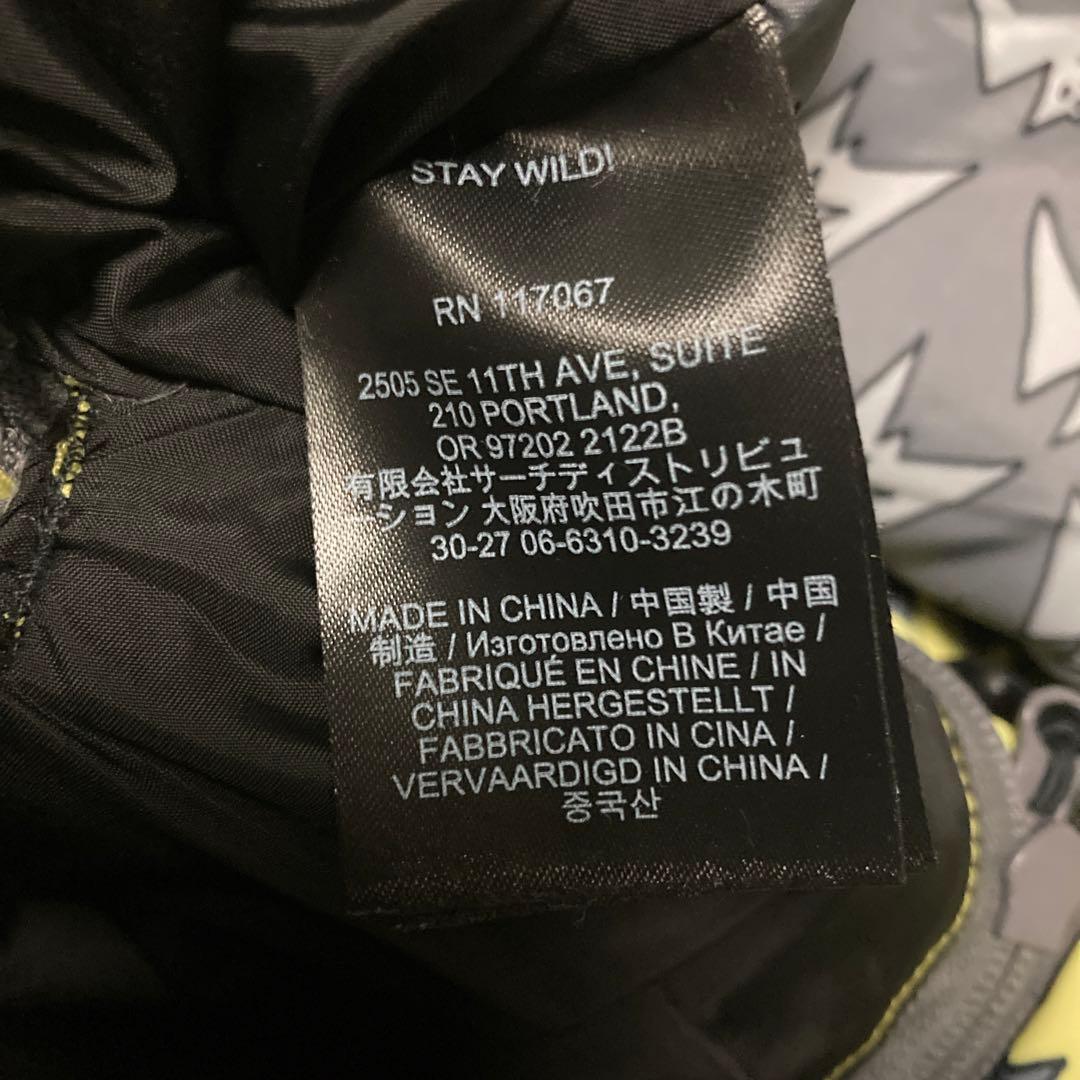 STAY WILD!
RN 117067
2505 SE 11TH AVE, SUITE
210 PORTLAND,
OR 97202 2122B
有限会社サーチディストリビュ
ーション 大阪府吹田市江の木町
30-27 06-6310-3239
MADE IN CHINA / 中国製 / 中国
制造 / Изготовлено В Китае /
FABRIQUÉ EN CHINE / IN
CHINA HERGESTELLT /
FABBRICATO IN CINA /
VERVAARDIGD IN CHINA /
중국산